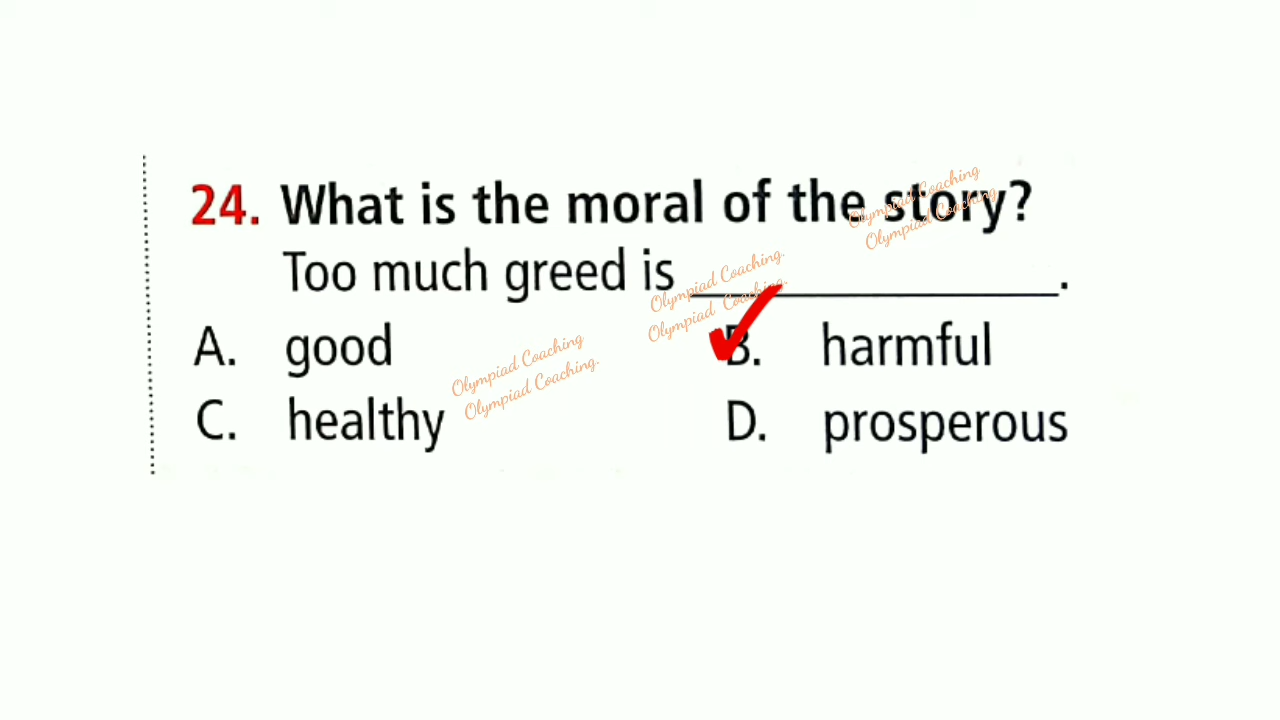 24. What is the moral of the story?
Olympiad Coaching
Olympiad Coaching
Too much greed is ____________.
Olympiad Coaching.
Olympiad Coaching.
A. good
B. harmful
Olympiad Coaching
Olympiad Coaching.
C. healthy
D. prosperous